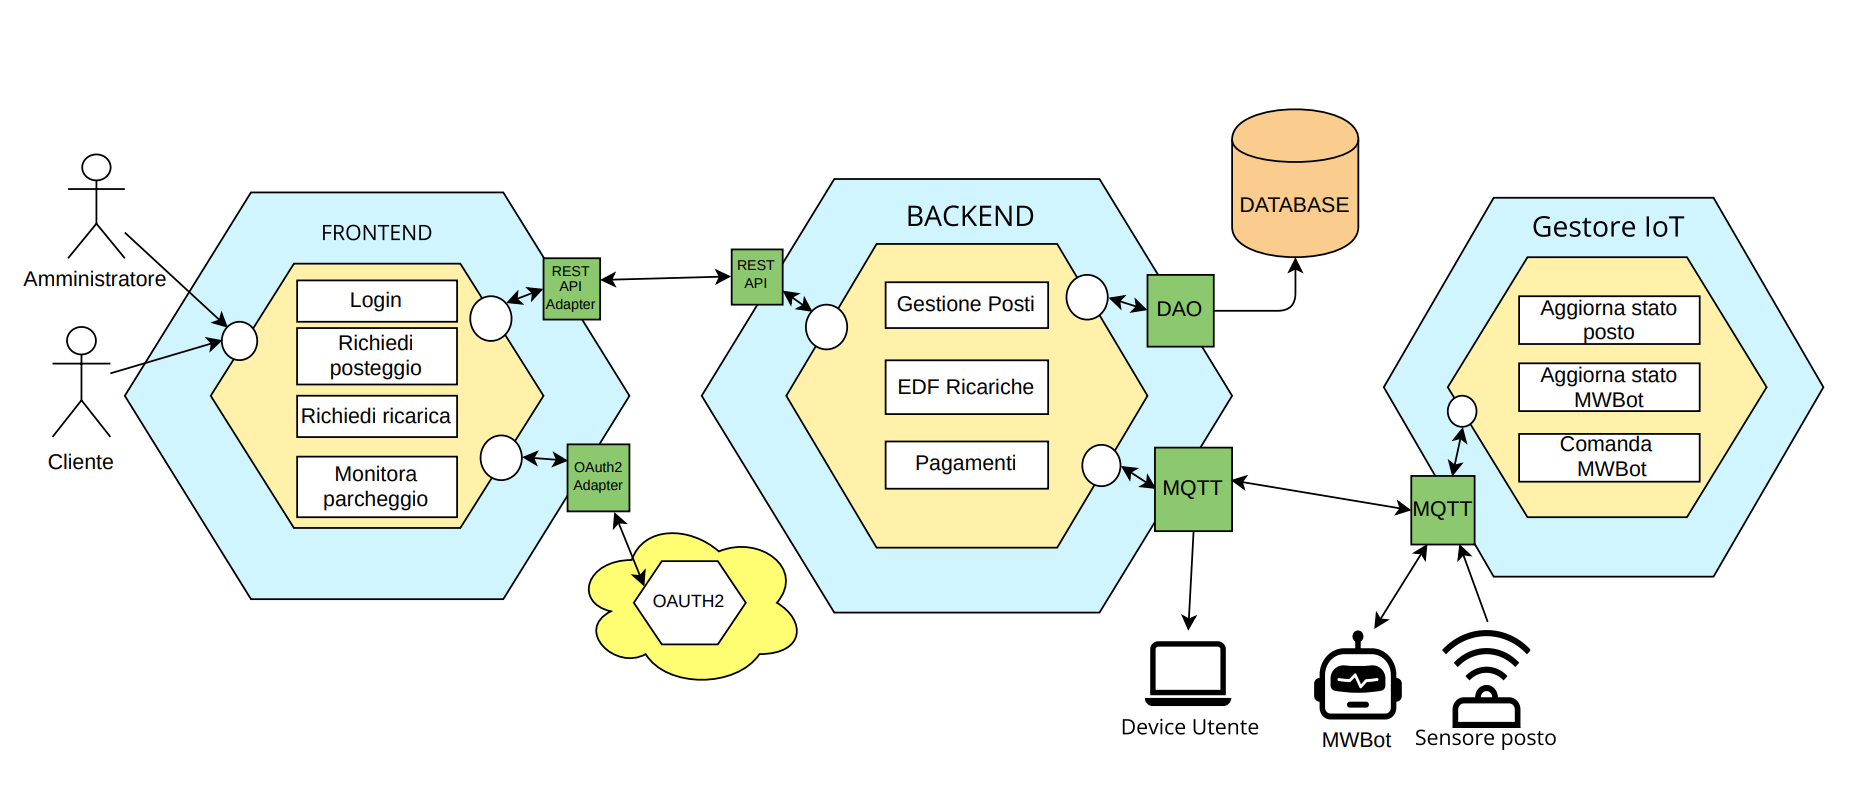 Amministratore
Cliente
FRONTEND
Login
Richiedi
posteggio
Richiedi ricarica
Monitora
parcheggio
REST
API
Adapter
OAuth2
Adapter
OAUTH2
REST
API
BACKEND
Gestione Posti
EDF Ricariche
Pagamenti
DAO
MQTT
DATABASE
Device Utente
Gestore IoT
Aggiorna stato
posto
Aggiorna stato
MWBot
Comanda
MWBot
MQTT
MWBot
Sensore posto